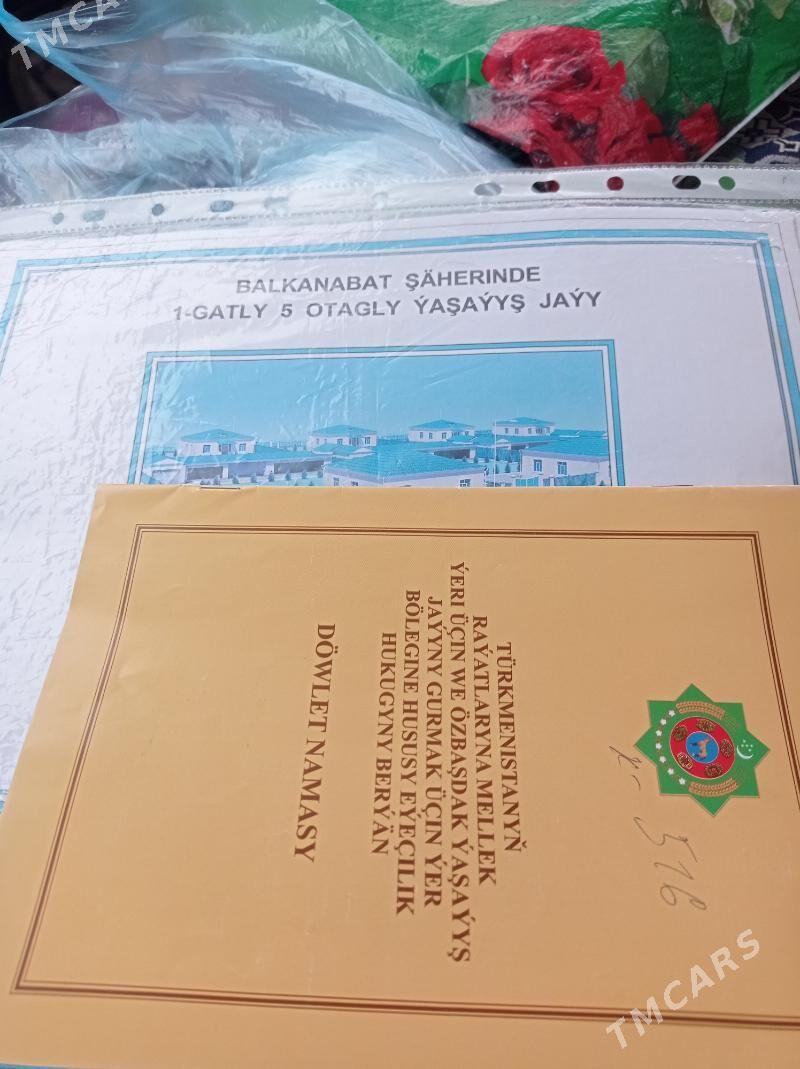 TMCARS
BALKANABAT ŞÄHERINDE
1-GATLY 5 OTAGLY ÝAŞAÝYŞ JAÝY
TÜRKMENISTANYŇ
RAÝATLARYNA MELLEK
ÝERI ÜÇIN WE ÖZBAŞDAK ÝAŞAÝYŞ
JAÝYNY GURMAK ÜÇIN ÝER
BÖLEGINE HUSUSY EÝEÇILIK
HUKUGYNY BERÝÄN
DÖWLET NAMASY
516
TMCARS